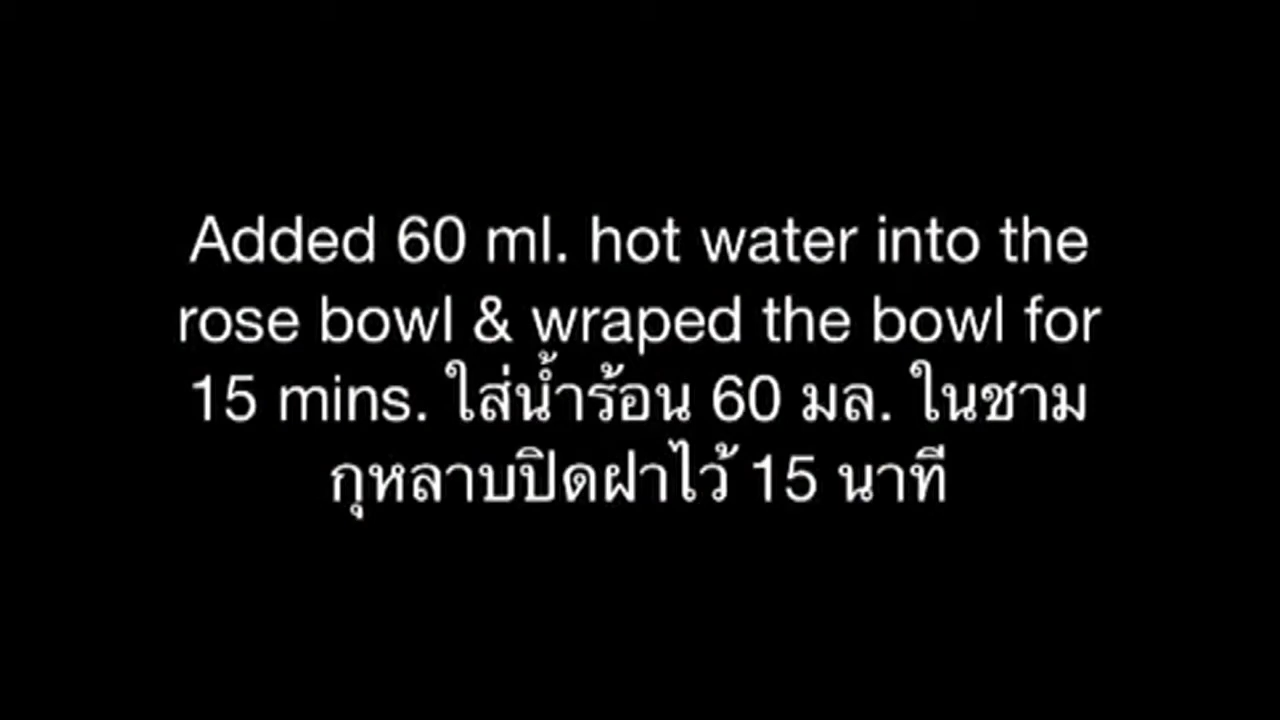 Added 60 ml. hot water into the
rose bowl & wraped the bowl for
15 mins. ใส่น้ำร้อน 60 มล. ในชาม
กุหลาบปิดฝาไว้ 15 นาที